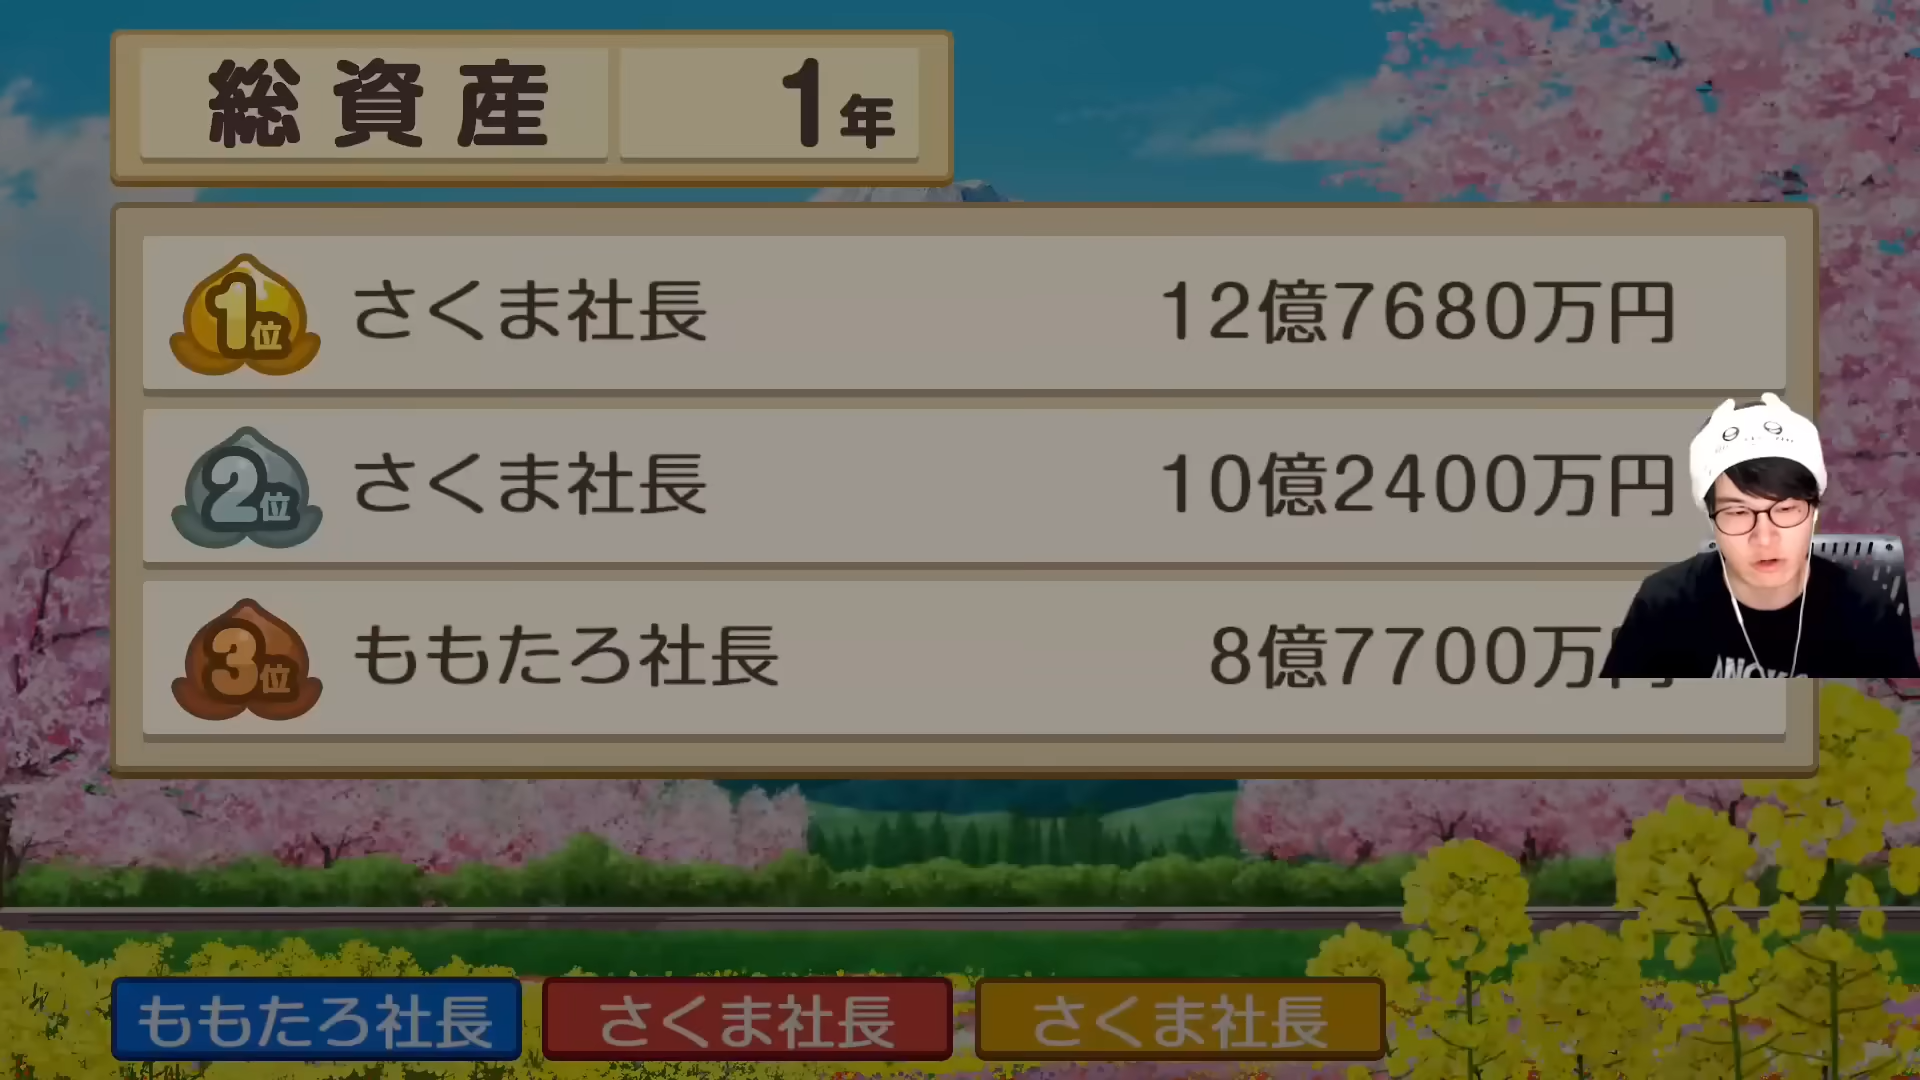 総資産 1年
1位 さくま社長 12億7680万円
2位 さくま社長 10億2400万円
3位 ももたろ社長 8億7700万円
ももたろ社長 さくま社長 さくま社長